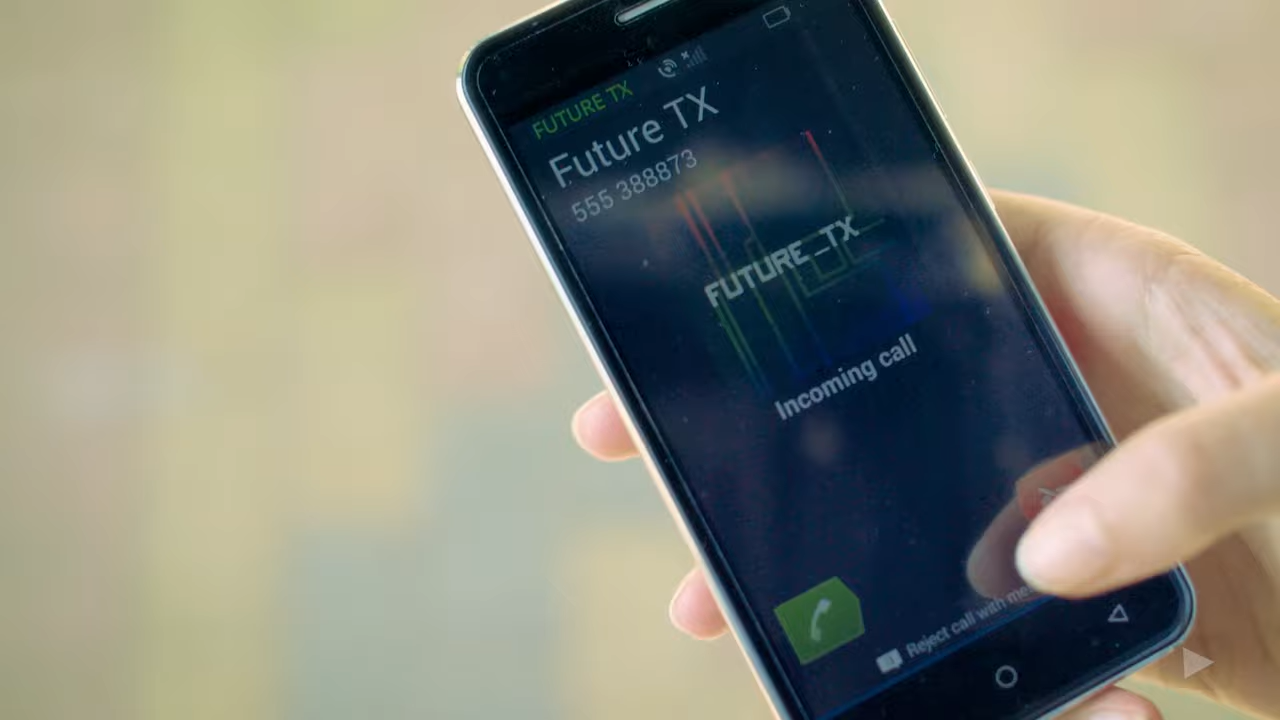 FUTURE TX
Future TX
555 388873
FUTURE_TX
Incoming call
Reject call with